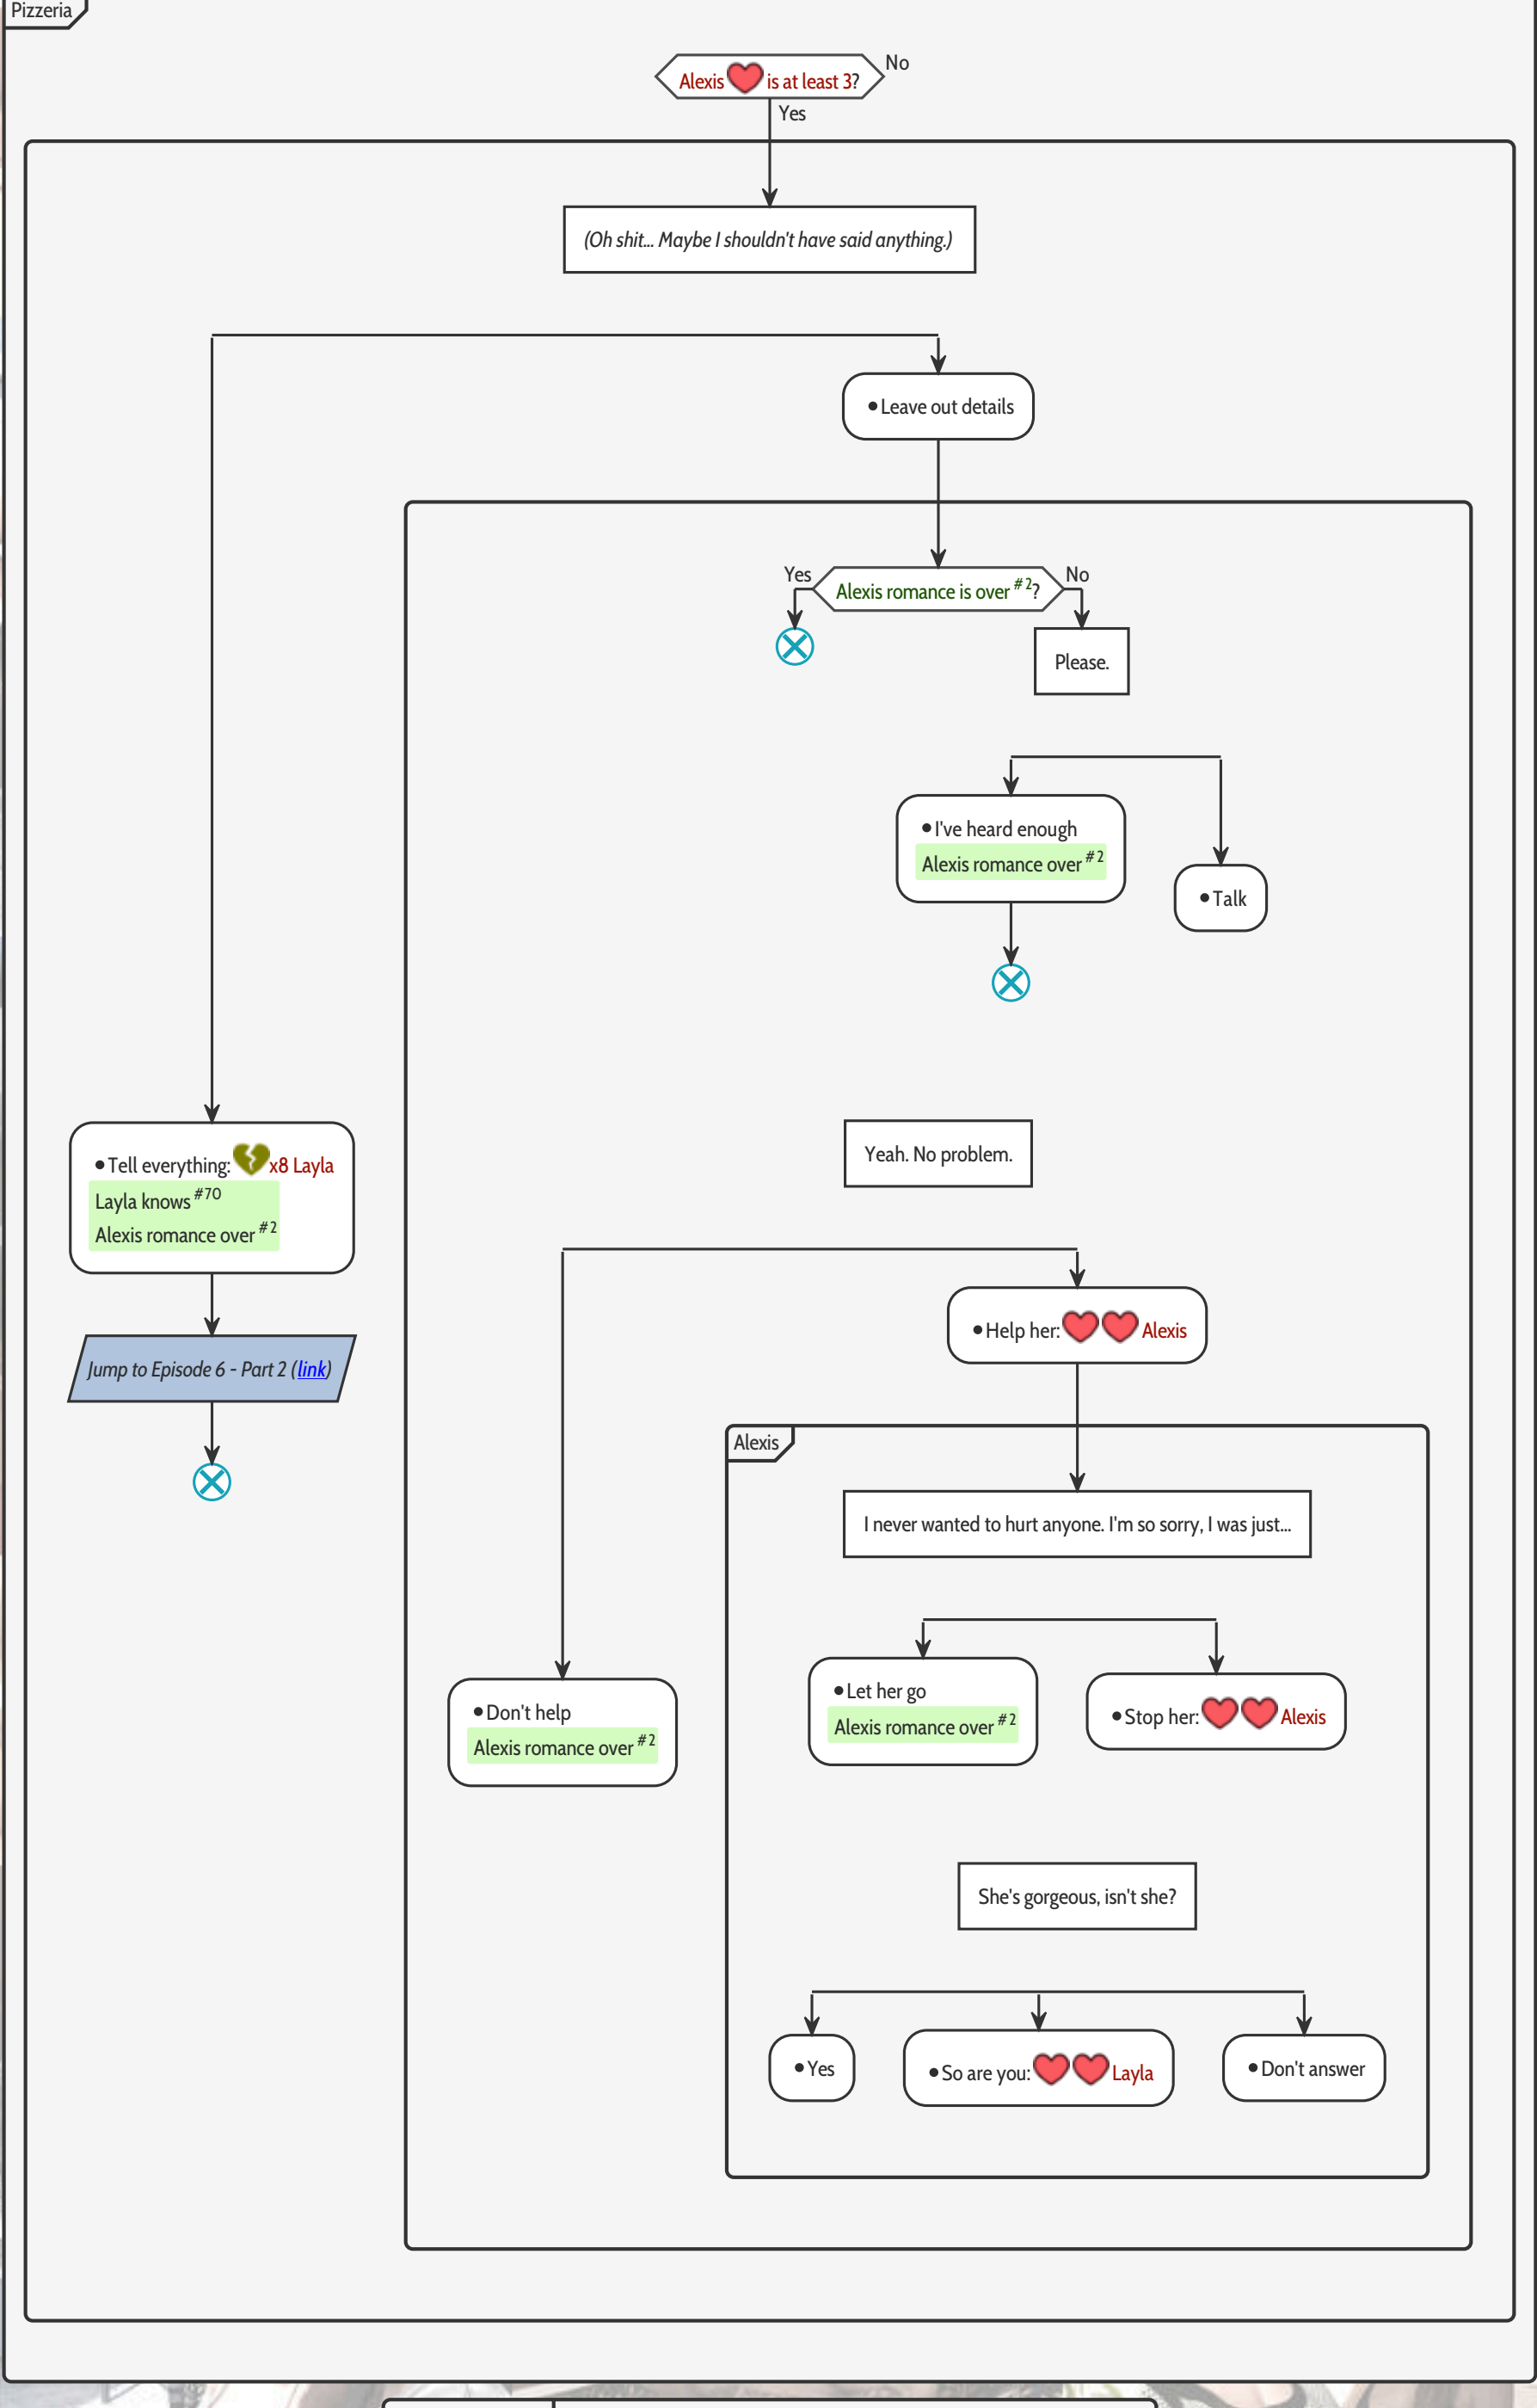 Pizzeria
Alexis is at least 3?
No
Yes
(Oh shit... Maybe I shouldn't have said anything.)
•Leave out details
Yes
Alexis romance is over #2?
No
Please.
•I've heard enough
Alexis romance over #2
•Talk
Yeah. No problem.
•Tell everything: x8 Layla
Layla knows #70
Alexis romance over #2
•Help her: Alexis
Jump to Episode 6 - Part 2 (link)
Alexis
I never wanted to hurt anyone. I'm so sorry, I was just...
•Don't help
Alexis romance over #2
•Let her go
Alexis romance over #2
•Stop her: Alexis
She's gorgeous, isn't she?
•Yes
•So are you: Layla
•Don't answer